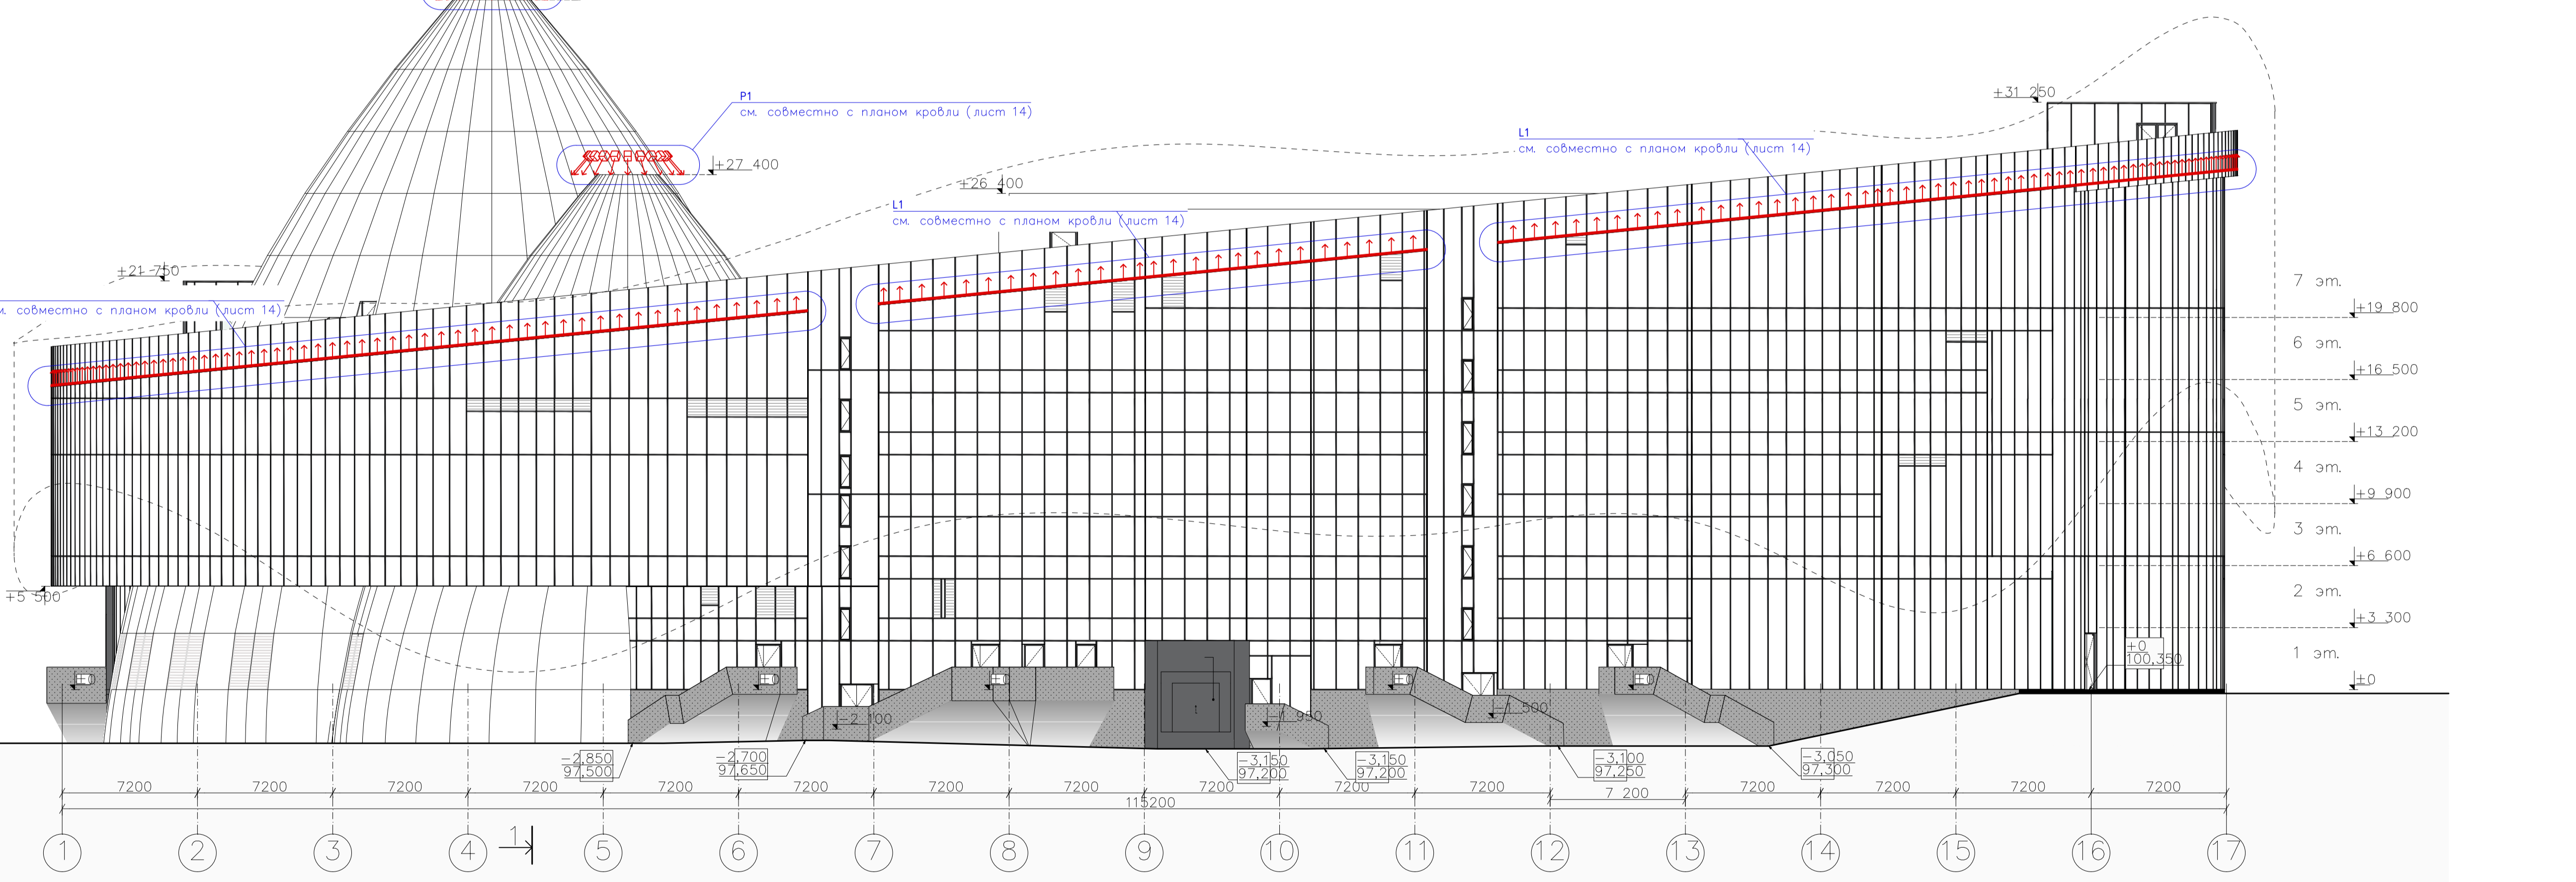 P1
см. совместно с планом кровли (лист 14)
+31 250
L1
см. совместно с планом кровли (лист 14)
+27 400
+26 400
L1
см. совместно с планом кровли (лист 14)
+21 750
см. совместно с планом кровли (лист 14)
7 эт.
+19 800
6 эт.
+16 500
5 эт.
+13 200
4 эт.
+9 900
3 эт.
+6 600
2 эт.
+3 300
1 эт.
±0
+5 500
+0
100,350
±0
±0
±0
±0
±0
-2 100
-1 950
-1 500
-2,850
97,500
-2,700
97,650
-3,150
97,200
-3,150
97,200
-3,100
97,250
-3,050
97,300
7200 7200 7200 7200 7200 7200 7200 7200 7200 7200 7200 7 200 7200 7200 7200 7200
115200
1 2 3 4 1 5 6 7 8 9 10 11 12 13 14 15 16 17